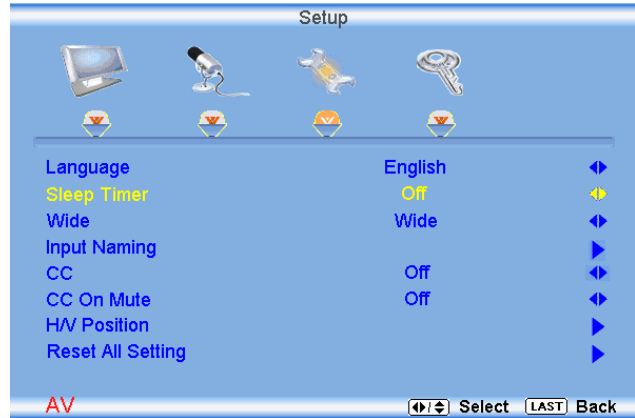 Setup
Language English
Sleep Timer Off
Wide Wide
Input Naming
CC Off
CC On Mute Off
H/V Position
Reset All Setting
AV Select LAST Back